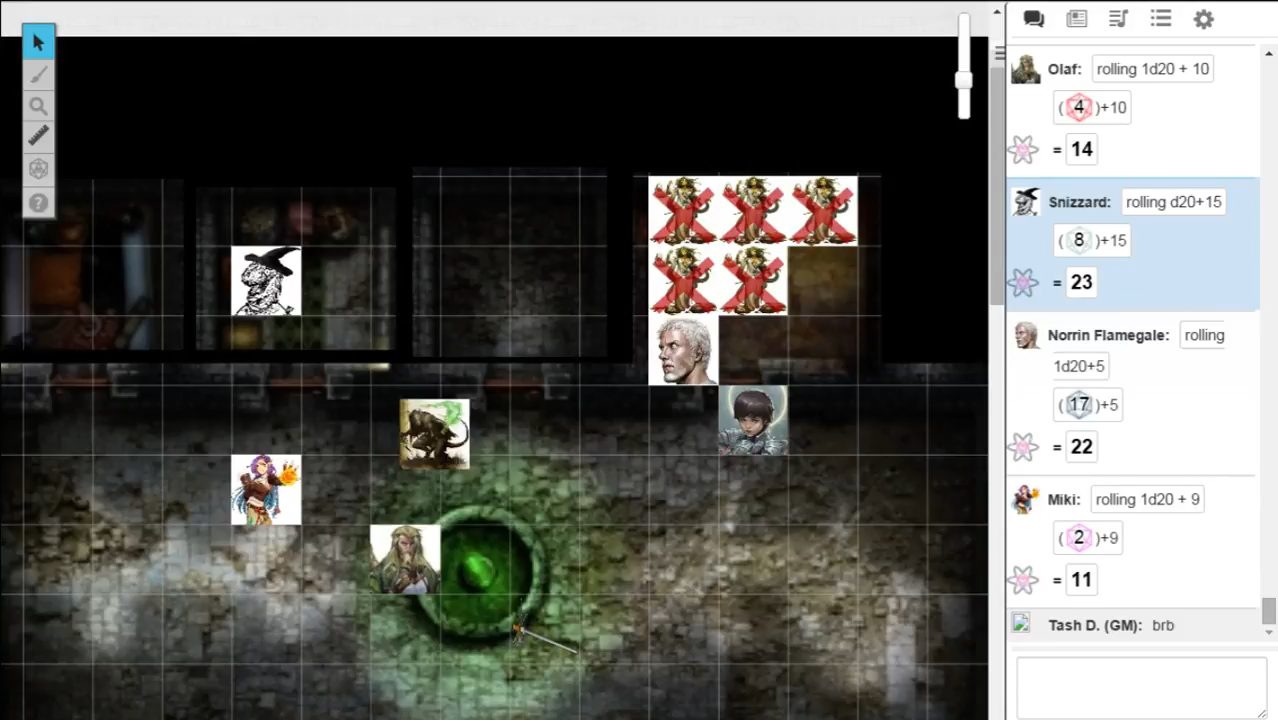 Olaf: rolling 1d20 + 10
(4)+10
= 14
Snizzard: rolling d20+15
(8)+15
= 23
Norrin Flamegale: rolling
1d20+5
(17)+5
= 22
Miki: rolling 1d20 + 9
(2)+9
= 11
Tash D. (GM): brb
?